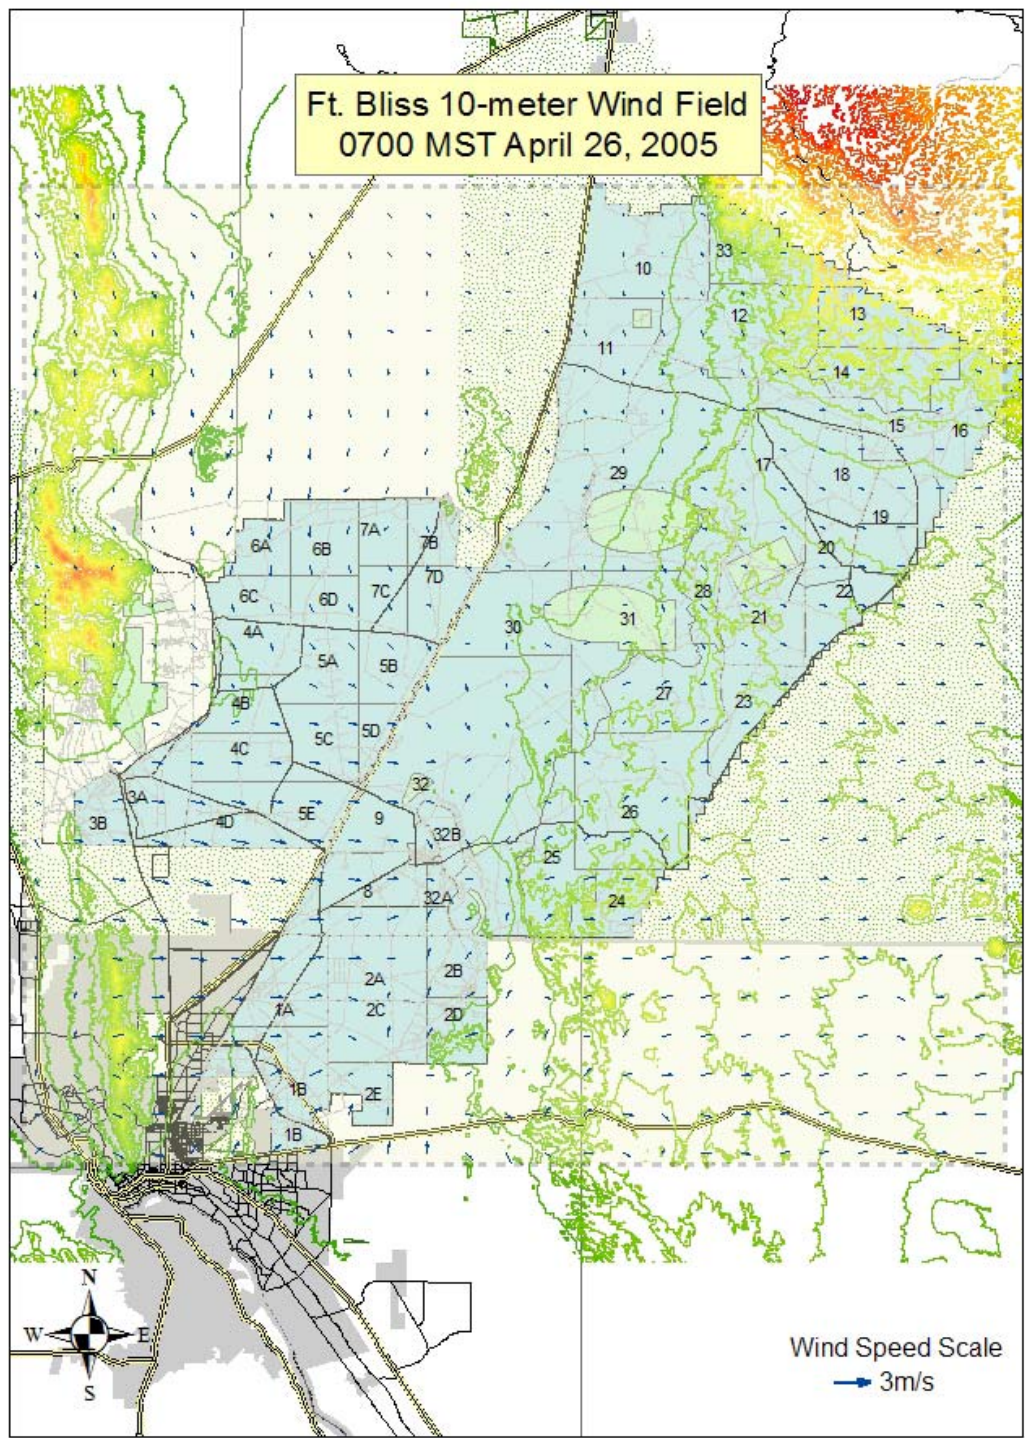 Ft. Bliss 10-meter Wind Field
0700 MST April 26, 2005
33
10
13
12
11
14
15
16
17
18
29
19
7A
7B
6A
6B
20
7D
7C
6C
6D
28
22
31
21
30
4A
5A
5B
27
4B
23
5D
5C
4C
32
3A
5E
26
9
3B
4D
32B
25
8
32A
24
2B
2A
1A
2C
2D
1B
2E
1B
N
W
E
S
Wind Speed Scale
3m/s